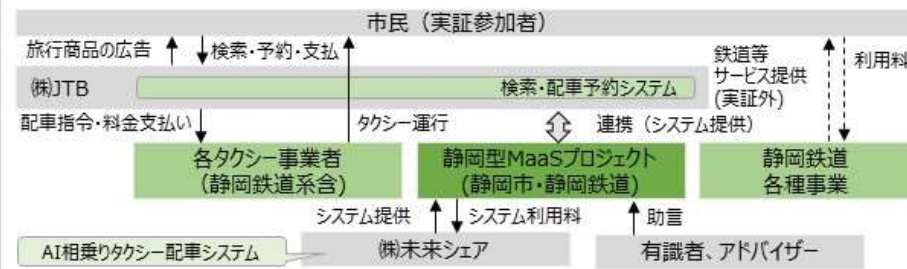 市民（実証参加者）
旅行商品の広告
検索・予約・支払
鉄道等
サービス提供
(実証外)
利用料
㈱JTB
検索・配車予約システム
配車指令・料金支払い
タクシー運行
連携（システム提供）
各タクシー事業者
（静岡鉄道系含）
静岡型MaaSプロジェクト
(静岡市・静岡鉄道)
静岡鉄道
各種事業
システム提供
システム利用料
助言
AI相乗りタクシー配車システム
㈱未来シェア
有識者、アドバイザー